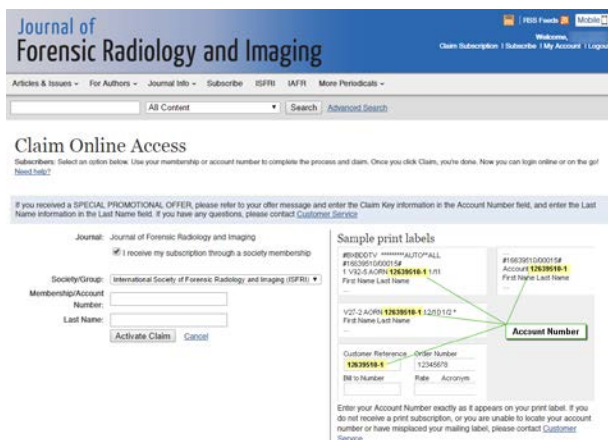 Journal of
Forensic Radiology and Imaging
RSS Feeds
Mobile
Welcome,
Claim Subscription | Subscribe | My Account | Logout
Articles & Issues
For Authors
Journal Info
Subscribe
ISFRI
IAFR
More Periodicals
All Content
Search
Advanced Search
Claim Online Access
Subscribers: Select an option below. Use your membership or account number to complete the process and claim. Once you click Claim, you're done. Now you can login online or on the go!
Need help?
If you received a SPECIAL PROMOTIONAL OFFER, please refer to your offer message and enter the Claim Key information in the Account Number field, and enter the Last
Name information in the Last Name field. If you have any questions, please contact Customer
Service
Journal: Journal of Forensic Radiology and Imaging
I receive my subscription through a society membership
Society/Group: International Society of Forensic Radiology and Imaging (ISFRI)
Membership/Account
Number:
Last Name:
Activate Claim Cancel
Sample print labels
#16639510/00015#
12639510-1 1/11
First Name Last Name
...
#16639510/00015#
Account 12639510-1
First Name Last Name
...
V27-2 AORN 12639510-1 12/10 1/2 *
First Name Last Name
...
Account Number
Customer Reference Order Number
12639510-1 12345678
Bill to Number Rate Acronym
Enter your Account Number exactly as it appears on your print label. If you
do not receive a print subscription, or you are unable to locate your account
number or have misplaced your mailing label, please contact Customer
Service